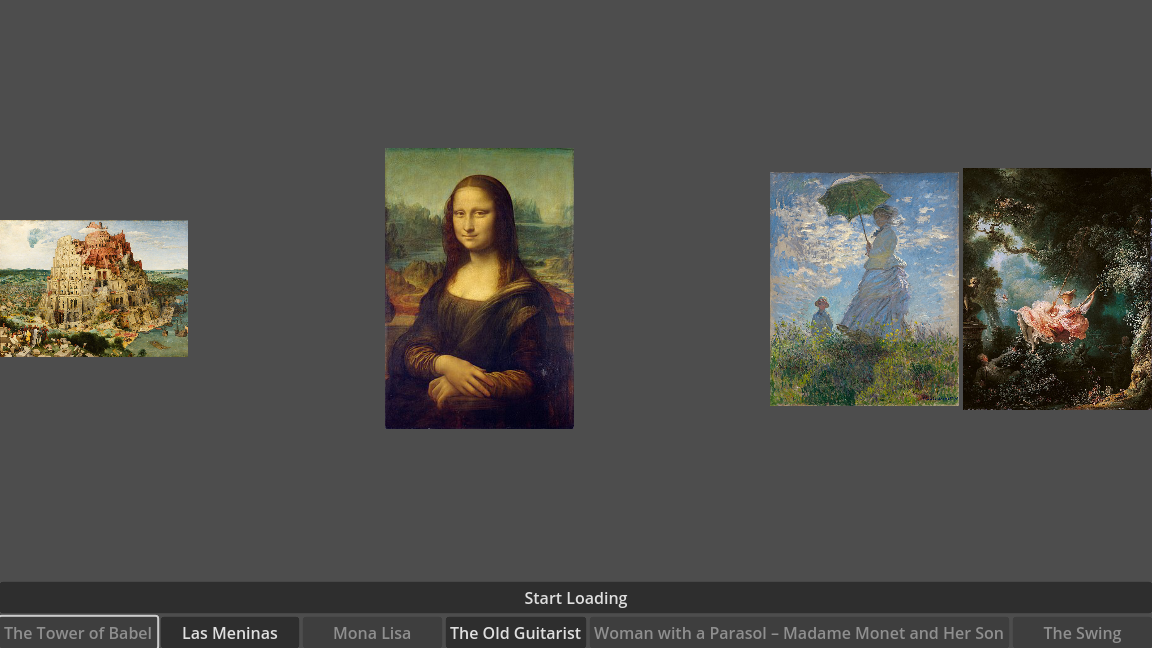 Start Loading
The Tower of Babel
Las Meninas
Mona Lisa
The Old Guitarist
Woman with a Parasol – Madame Monet and Her Son
The Swing